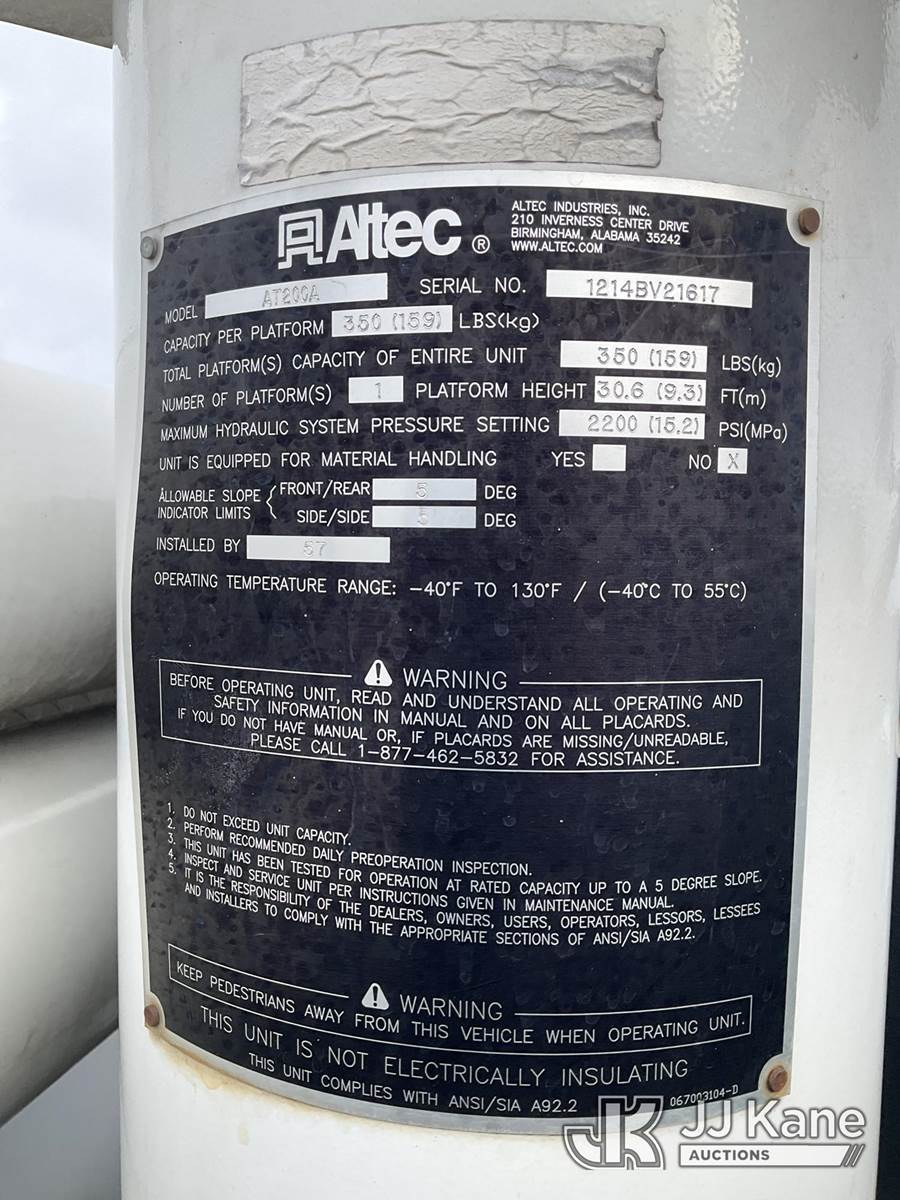 Altec ®
ALTEC INDUSTRIES, INC.
210 INVERNESS CENTER DRIVE
BIRMINGHAM, ALABAMA 35242
WWW.ALTEC.COM
MODEL AT200A SERIAL NO. 1214BV21617
CAPACITY PER PLATFORM 350 (159) LBS(kg)
TOTAL PLATFORM(S) CAPACITY OF ENTIRE UNIT 350 (159) LBS(kg)
NUMBER OF PLATFORM(S) 1 PLATFORM HEIGHT 30.6 (9.3) FT(m)
MAXIMUM HYDRAULIC SYSTEM PRESSURE SETTING 2200 (15.2) PSI(MPa)
UNIT IS EQUIPPED FOR MATERIAL HANDLING YES NO X
ALLOWABLE SLOPE INDICATOR LIMITS
FRONT/REAR 5 DEG
SIDE/SIDE 5 DEG
INSTALLED BY 57
OPERATING TEMPERATURE RANGE: -40°F TO 130°F / (-40°C TO 55°C)
WARNING
BEFORE OPERATING UNIT, READ AND UNDERSTAND ALL OPERATING AND
SAFETY INFORMATION IN MANUAL AND ON ALL PLACARDS.
IF YOU DO NOT HAVE MANUAL OR, IF PLACARDS ARE MISSING/UNREADABLE,
PLEASE CALL 1-877-462-5832 FOR ASSISTANCE.
1. DO NOT EXCEED UNIT CAPACITY.
2. PERFORM RECOMMENDED DAILY PREOPERATION INSPECTION.
3. THIS UNIT HAS BEEN TESTED FOR OPERATION AT RATED CAPACITY UP TO A 5 DEGREE SLOPE.
4. INSPECT AND SERVICE UNIT PER INSTRUCTIONS GIVEN IN MAINTENANCE MANUAL.
5. IT IS THE RESPONSIBILITY OF THE DEALERS, OWNERS, USERS, OPERATORS, LESSORS, LESSEES
AND INSTALLERS TO COMPLY WITH THE APPROPRIATE SECTIONS OF ANSI/SIA A92.2.
WARNING
KEEP PEDESTRIANS AWAY FROM THIS VEHICLE WHEN OPERATING UNIT.
THIS UNIT IS NOT ELECTRICALLY INSULATING
THIS UNIT COMPLIES WITH ANSI/SIA A92.2
067003104-D
JK JJ Kane
AUCTIONS